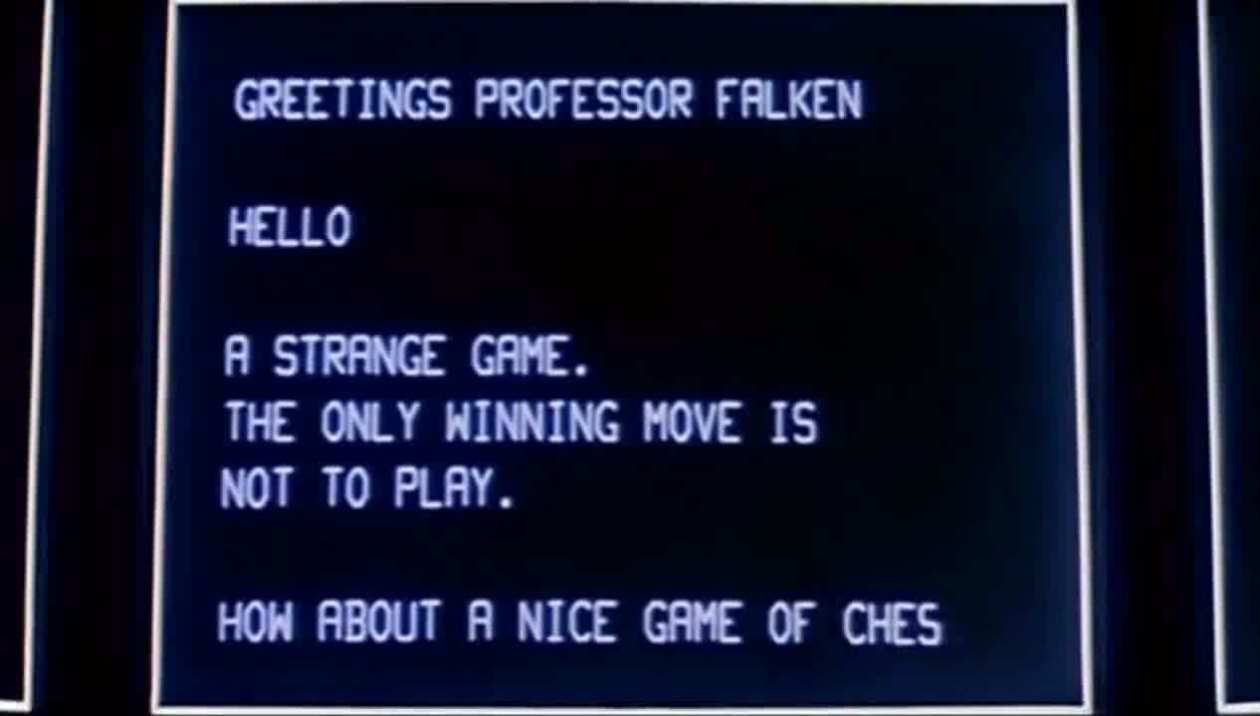 GREETINGS PROFESSOR FALKEN
HELLO
A STRANGE GAME.
THE ONLY WINNING MOVE IS
NOT TO PLAY.
HOW ABOUT A NICE GAME OF CHES